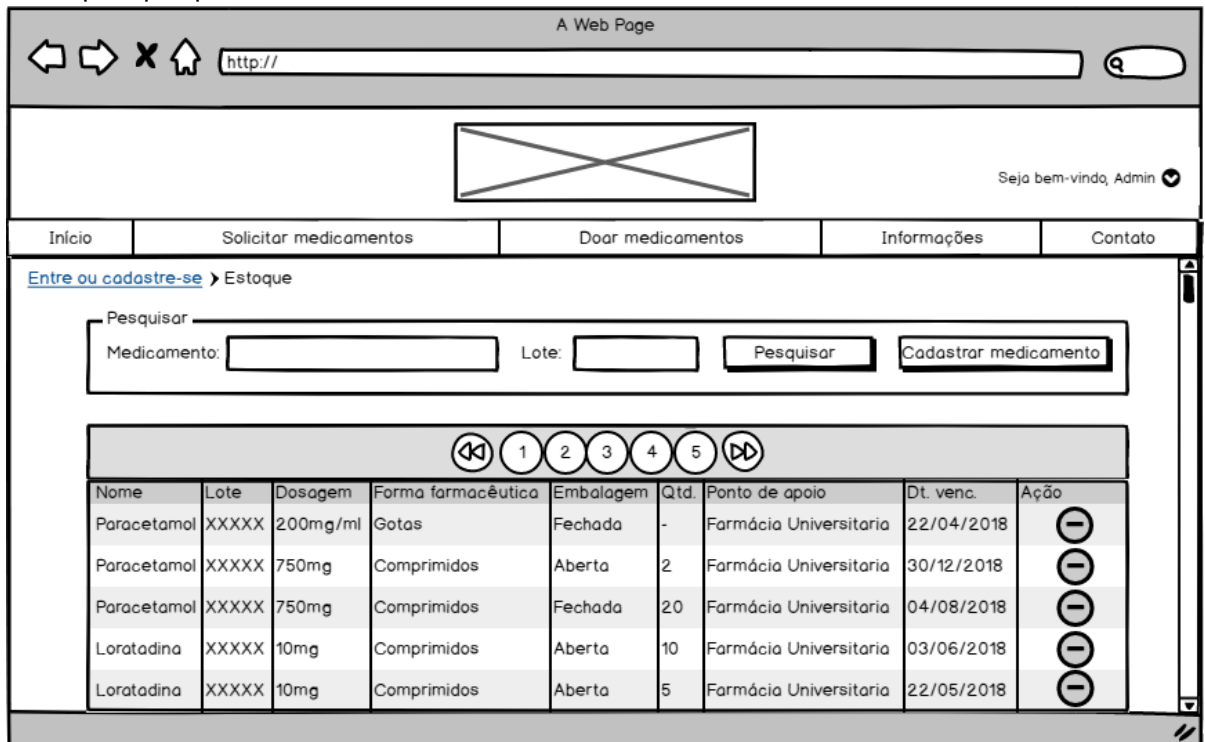 A Web Page
http://
Seja bem-vindo, Admin
Início Solicitar medicamentos Doar medicamentos Informações Contato
Entre ou cadastre-se Estoque
Pesquisar
Medicamento: Lote: Pesquisar Cadastrar medicamento
1 2 3 4 5
Nome Lote Dosagem Forma farmacêutica Embalagem Qtd. Ponto de apoio Dt. venc. Ação
Paracetamol XXXXX 200mg/ml Gotas Fechada - Farmácia Universitaria 22/04/2018
Paracetamol XXXXX 750mg Comprimidos Aberta 2 Farmácia Universitaria 30/12/2018
Paracetamol XXXXX 750mg Comprimidos Fechada 20 Farmácia Universitaria 04/08/2018
Loratadina XXXXX 10mg Comprimidos Aberta 10 Farmácia Universitaria 03/06/2018
Loratadina XXXXX 10mg Comprimidos Aberta 5 Farmácia Universitaria 22/05/2018